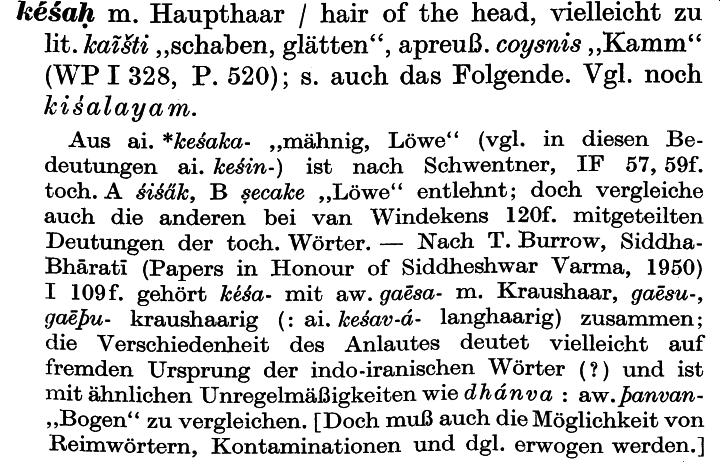 kéśaḥ m. Haupthaar / hair of the head, vielleicht zu
lit. kaĩšti „schaben, glätten“, apreuß. coysnis „Kamm“
(WP I 328, P. 520); s. auch das Folgende. Vgl. noch
kiśalayam.
Aus ai. *keśaka- „mähnig, Löwe“ (vgl. in diesen Be-
deutungen ai. keśin-) ist nach Schwentner, IF 57, 59f.
toch. A śiśä́k, B ṣecake „Löwe“ entlehnt; doch vergleiche
auch die anderen bei van Windekens 120f. mitgeteilten
Deutungen der toch. Wörter. — Nach T. Burrow, Siddha-
Bhāratī (Papers in Honour of Siddheshwar Varma, 1950)
I 109f. gehört kéśa- mit aw. gaēsa- m. Kraushaar, gaēsu-,
gaēþu- kraushaarig (: ai. keśav-á- langhaarig) zusammen;
die Verschiedenheit des Anlautes deutet vielleicht auf
fremden Ursprung der indo-iranischen Wörter (?) und ist
mit ähnlichen Unregelmäßigkeiten wie dhánva : aw. þanvan-
„Bogen“ zu vergleichen. [Doch muß auch die Möglichkeit von
Reimwörtern, Kontaminationen und dgl. erwogen werden.]